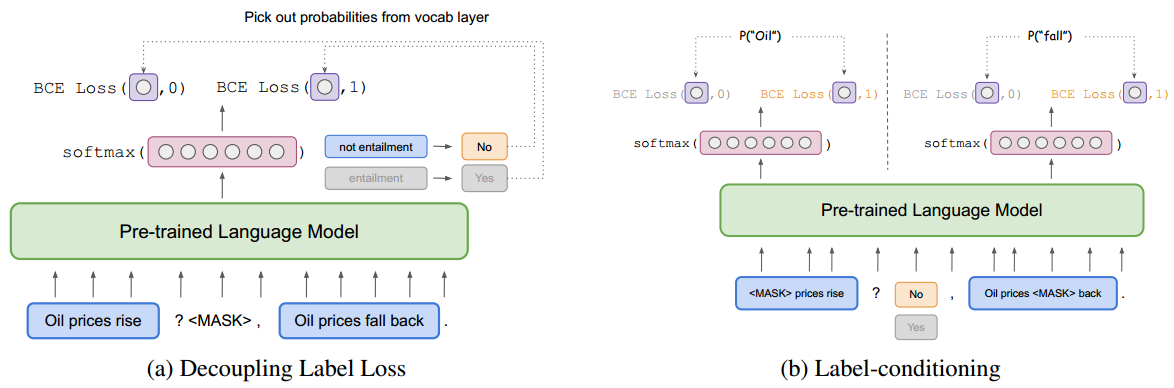 Pick out probabilities from vocab layer
BCE Loss( ,0) BCE Loss( ,1)
softmax( )
not entailment No
entailment Yes
Pre-trained Language Model
Oil prices rise ? <MASK> , Oil prices fall back .
(a) Decoupling Label Loss
P("Oil") P("fall")
BCE Loss( ,0) BCE Loss( ,1) BCE Loss( ,0) BCE Loss( ,1)
softmax( ) softmax( )
Pre-trained Language Model
<MASK> prices rise ? No , Oil prices <MASK> back .
Yes
(b) Label-conditioning